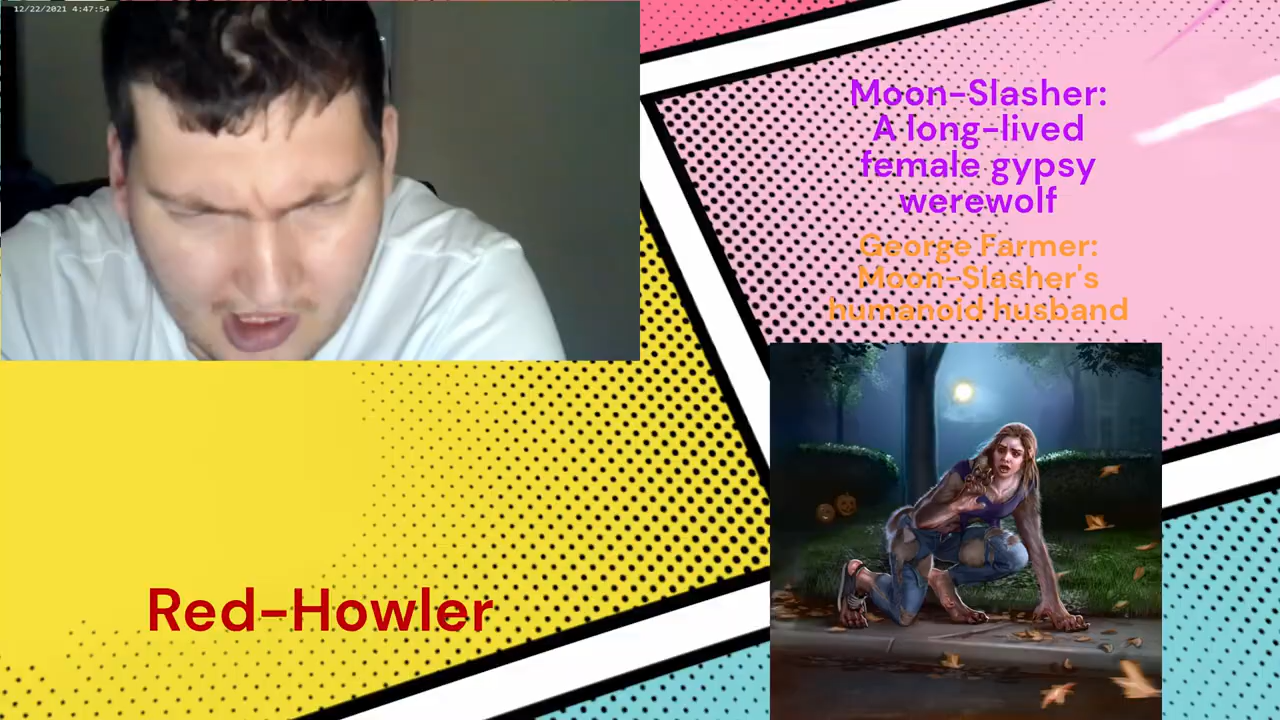 12/22/2021 4:47:54
Moon-Slasher:
A long-lived
female gypsy
werewolf
George Farmer:
Moon-Slasher's
humanoid husband
Red-Howler